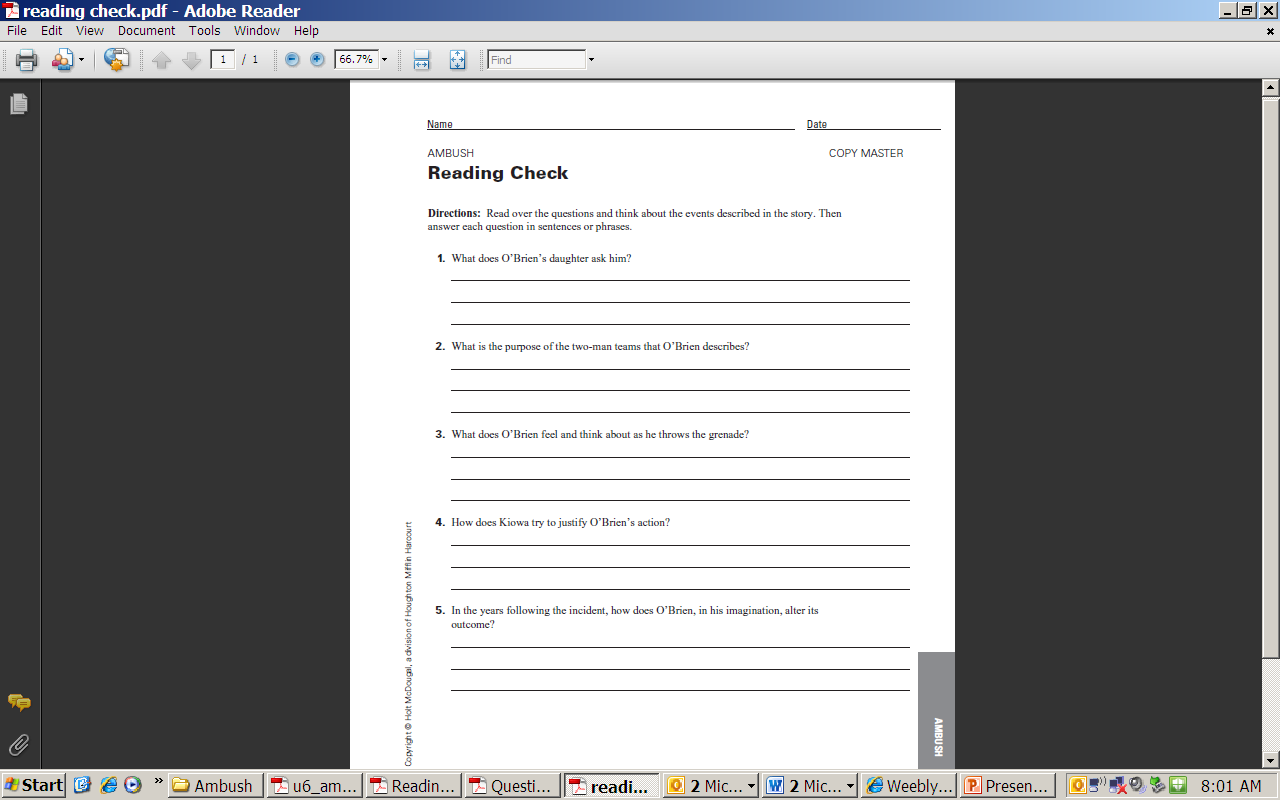 reading check.pdf - Adobe Reader
File Edit View Document Tools Window Help
1 / 1 66.7% Find
Name Date
AMBUSH COPY MASTER
Reading Check
Directions: Read over the questions and think about the events described in the story. Then
answer each question in sentences or phrases.
1. What does O'Brien's daughter ask him?
2. What is the purpose of the two-man teams that O'Brien describes?
3. What does O'Brien feel and think about as he throws the grenade?
4. How does Kiowa try to justify O'Brien's action?
5. In the years following the incident, how does O'Brien, in his imagination, alter its
outcome?
Copyright © Holt McDougal, a division of Houghton Mifflin Harcourt
AMBUSH
Start » Ambush u6_am... Readin... Questi... readi... 2 Mic... 2 Mic... Weebly... Presen... 8:01 AM